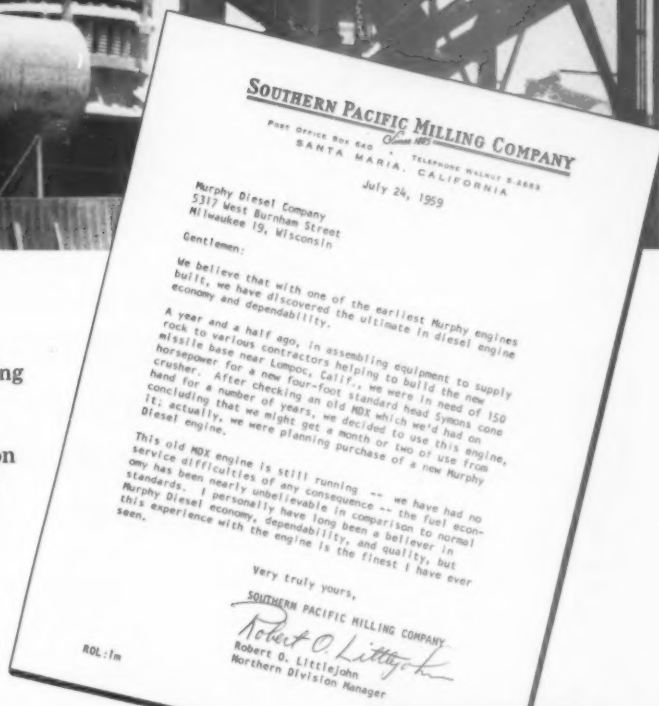 SOUTHERN PACIFIC MILLING COMPANY
POST OFFICE BOX 640 • TELEPHONE WALNUT 5-2883
SANTA MARIA, CALIFORNIA
July 24, 1959
Murphy Diesel Company
5317 West Burnham Street
Milwaukee 19, Wisconsin
Gentlemen:
We believe that with one of the earliest Murphy engines
built, we have discovered the ultimate in diesel engine
economy and dependability.
A year and a half ago, in assembling equipment to supply
rock to various contractors helping to build the new
missile base near Lompoc, Calif., we were in need of 150
horsepower for a new four-foot standard head Symons cone
crusher. After checking an old MDX which we'd had on
hand for a number of years, we decided to use this engine,
concluding that we might get a month or two of use from
it; actually, we were planning purchase of a new Murphy
Diesel engine.
This old MDX engine is still running -- we have had no
service difficulties of any consequence -- the fuel econ-
omy has been nearly unbelievable in comparison to normal
standards. I personally have long been a believer in
Murphy Diesel economy, dependability, and quality, but
this experience with the engine is the finest I have ever
seen.
Very truly yours,
SOUTHERN PACIFIC MILLING COMPANY
Robert O. Littlejohn
Robert O. Littlejohn
Northern Division Manager
ROL:lm
ng
on